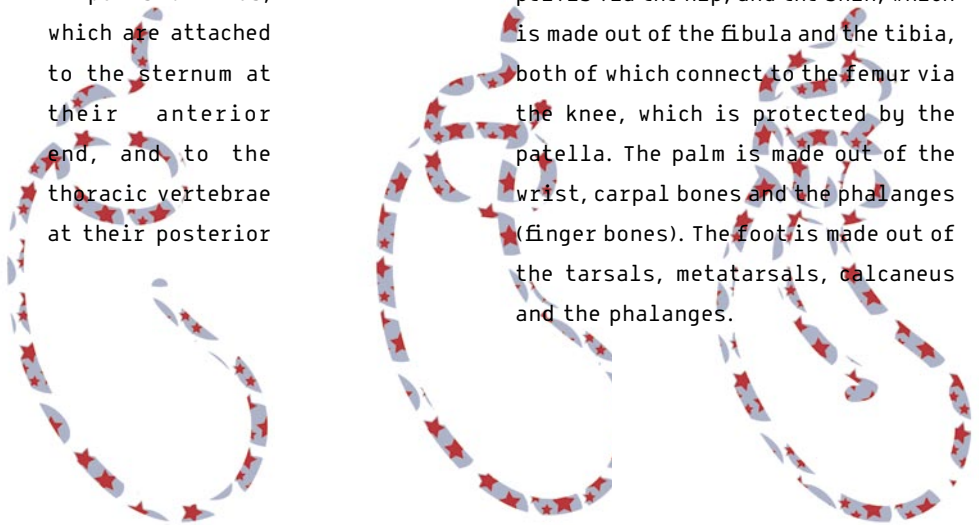 which are attached
to the sternum at
their anterior
end, and to the
thoracic vertebrae
at their posterior
is made out of the fibula and the tibia,
both of which connect to the femur via
the knee, which is protected by the
patella. The palm is made out of the
wrist, carpal bones and the phalanges
(finger bones). The foot is made out of
the tarsals, metatarsals, calcaneus
and the phalanges.